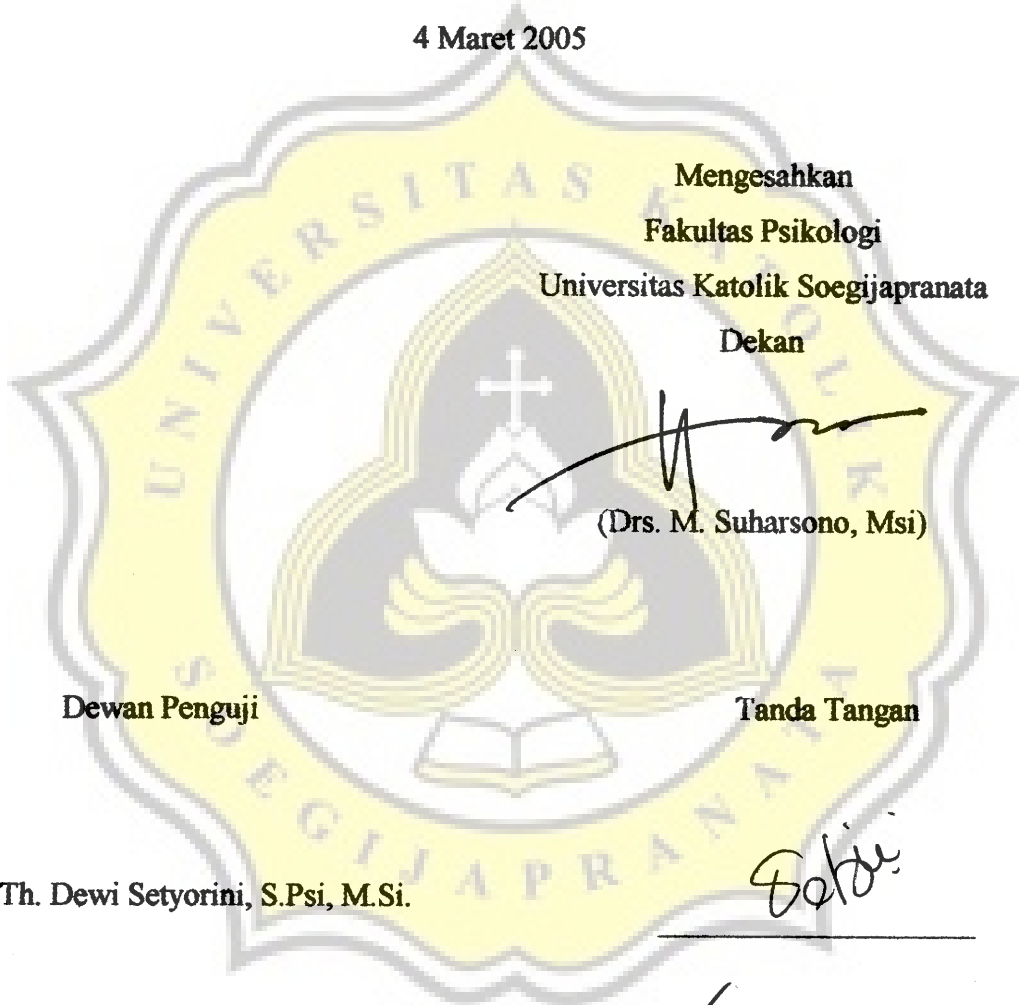 4 Maret 2005
Mengesahkan
Fakultas Psikologi
Universitas Katolik Soegijapranata
Dekan
(Drs. M. Suharsono, Msi)
Dewan Penguji
Tanda Tangan
Th. Dewi Setyorini, S.Psi, M.Si.
UNIVERSITAS KATOLIK
SOEGIJAPRANATA